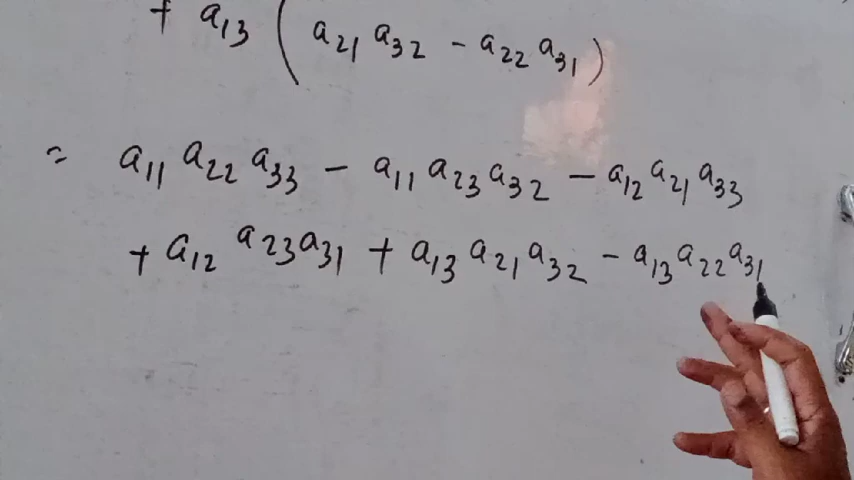 + a13 ( a21 a32 - a22 a31 )
= a11 a22 a33 - a11 a23 a32 - a12 a21 a33
+ a12 a23 a31 + a13 a21 a32 - a13 a22 a31